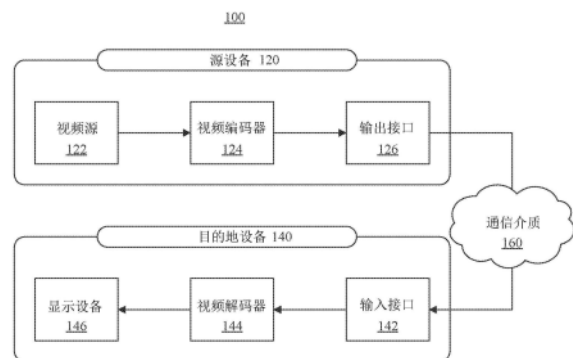 100
源设备 120
视频源
122
视频编码器
124
输出接口
126
通信介质
160
目的地设备 140
显示设备
146
视频解码器
144
输入接口
142